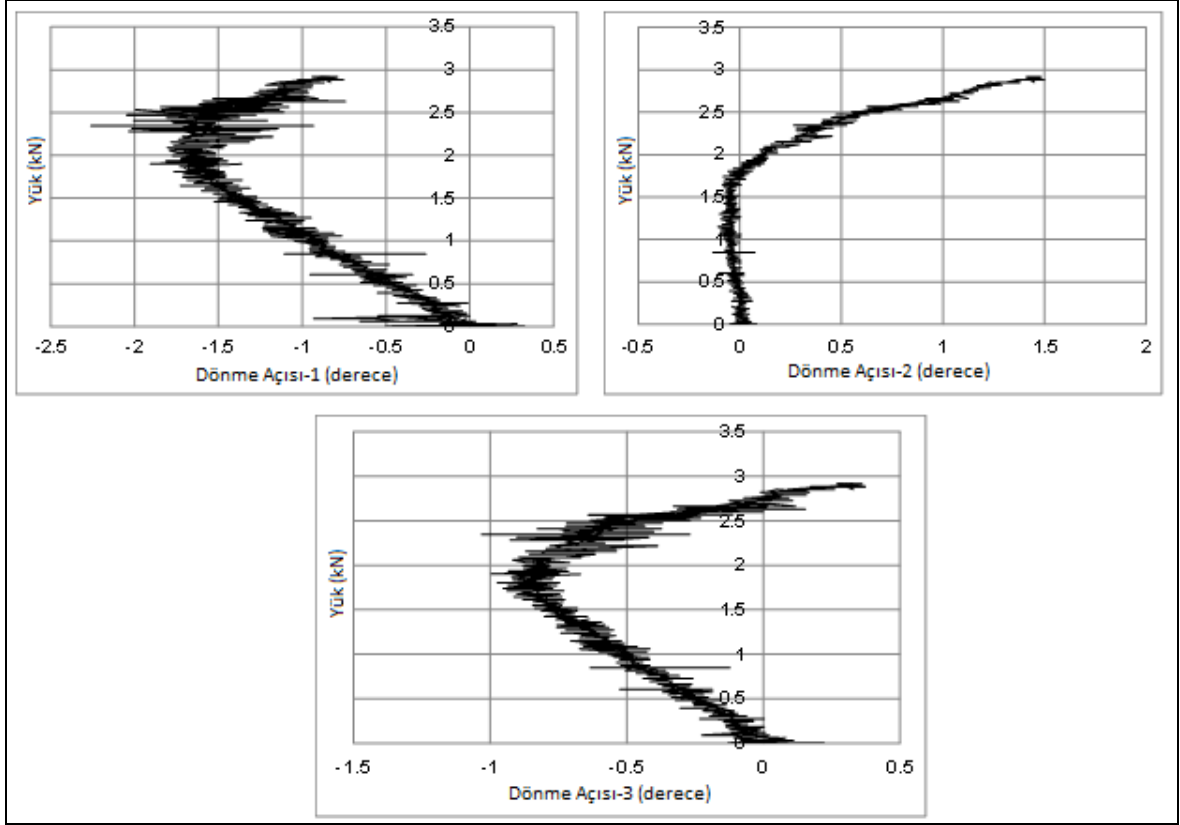 3.5
3
2.5
2
1.5
1
0.5
0
-2.5 -2 -1.5 -1 -0.5 0 0.5
Yük (kN)
Dönme Açısı-1 (derece)
3.5
3
2.5
2
1.5
1
0.5
0
-0.5 0 0.5 1 1.5 2
Yük (kN)
Dönme Açısı-2 (derece)
3.5
3
2.5
2
1.5
1
0.5
0
-1.5 -1 -0.5 0 0.5
Yük (kN)
Dönme Açısı-3 (derece)